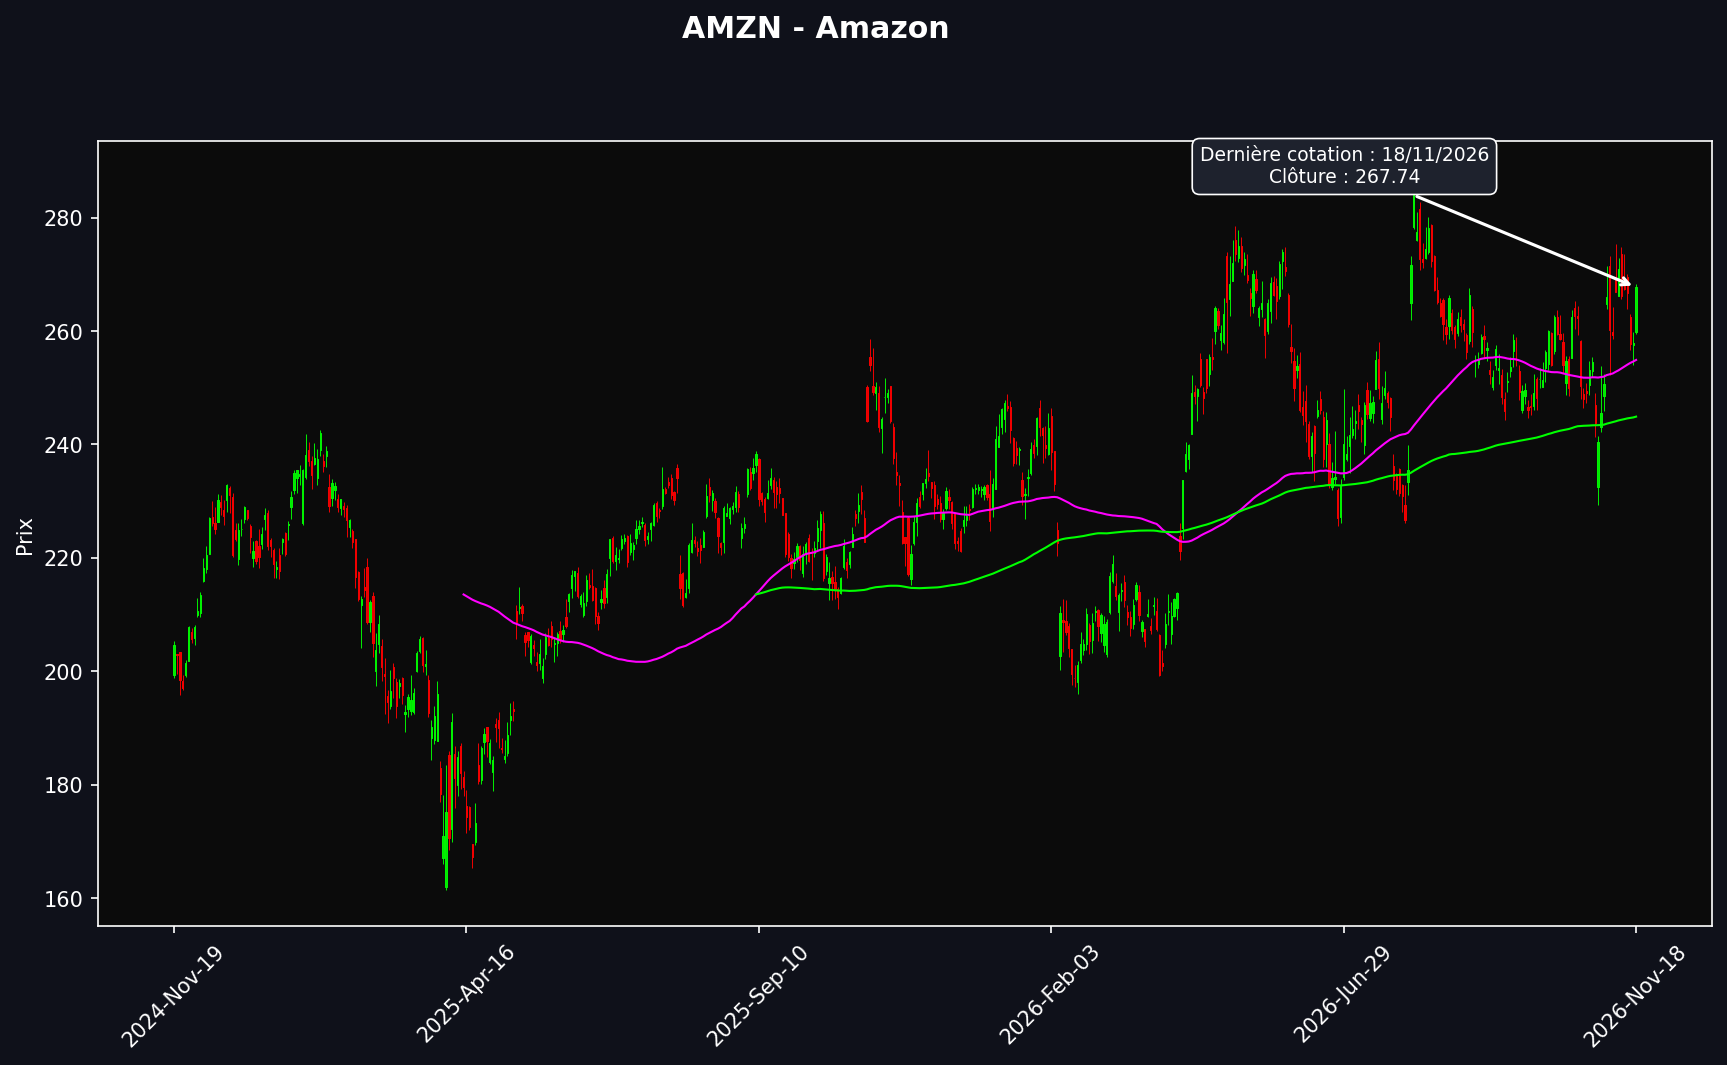 AMZN - Amazon
Dernière cotation : 18/11/2026
Clôture : 267.74
Prix
280
260
240
220
200
180
160
2024-Nov-19
2025-Apr-16
2025-Sep-10
2026-Feb-03
2026-Jun-29
2026-Nov-18